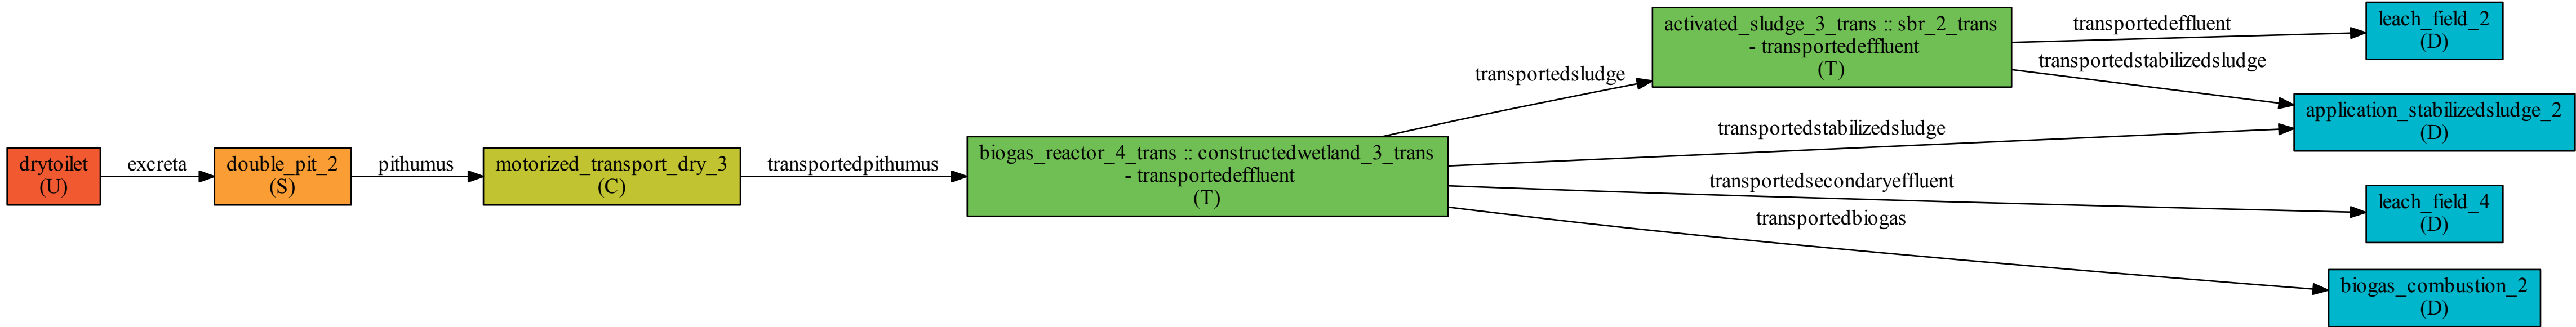 drytoilet
(U)
excreta
double_pit_2
(S)
pithumus
motorized_transport_dry_3
(C)
transportedpithumus
biogas_reactor_4_trans :: constructedwetland_3_trans
- transportedeffluent
(T)
transportedsludge
activated_sludge_3_trans :: sbr_2_trans
- transportedeffluent
(T)
transportedeffluent
leach_field_2
(D)
transportedstabilizedsludge
transportedstabilizedsludge
application_stabilizedsludge_2
(D)
transportedsecondaryeffluent
leach_field_4
(D)
transportedbiogas
biogas_combustion_2
(D)